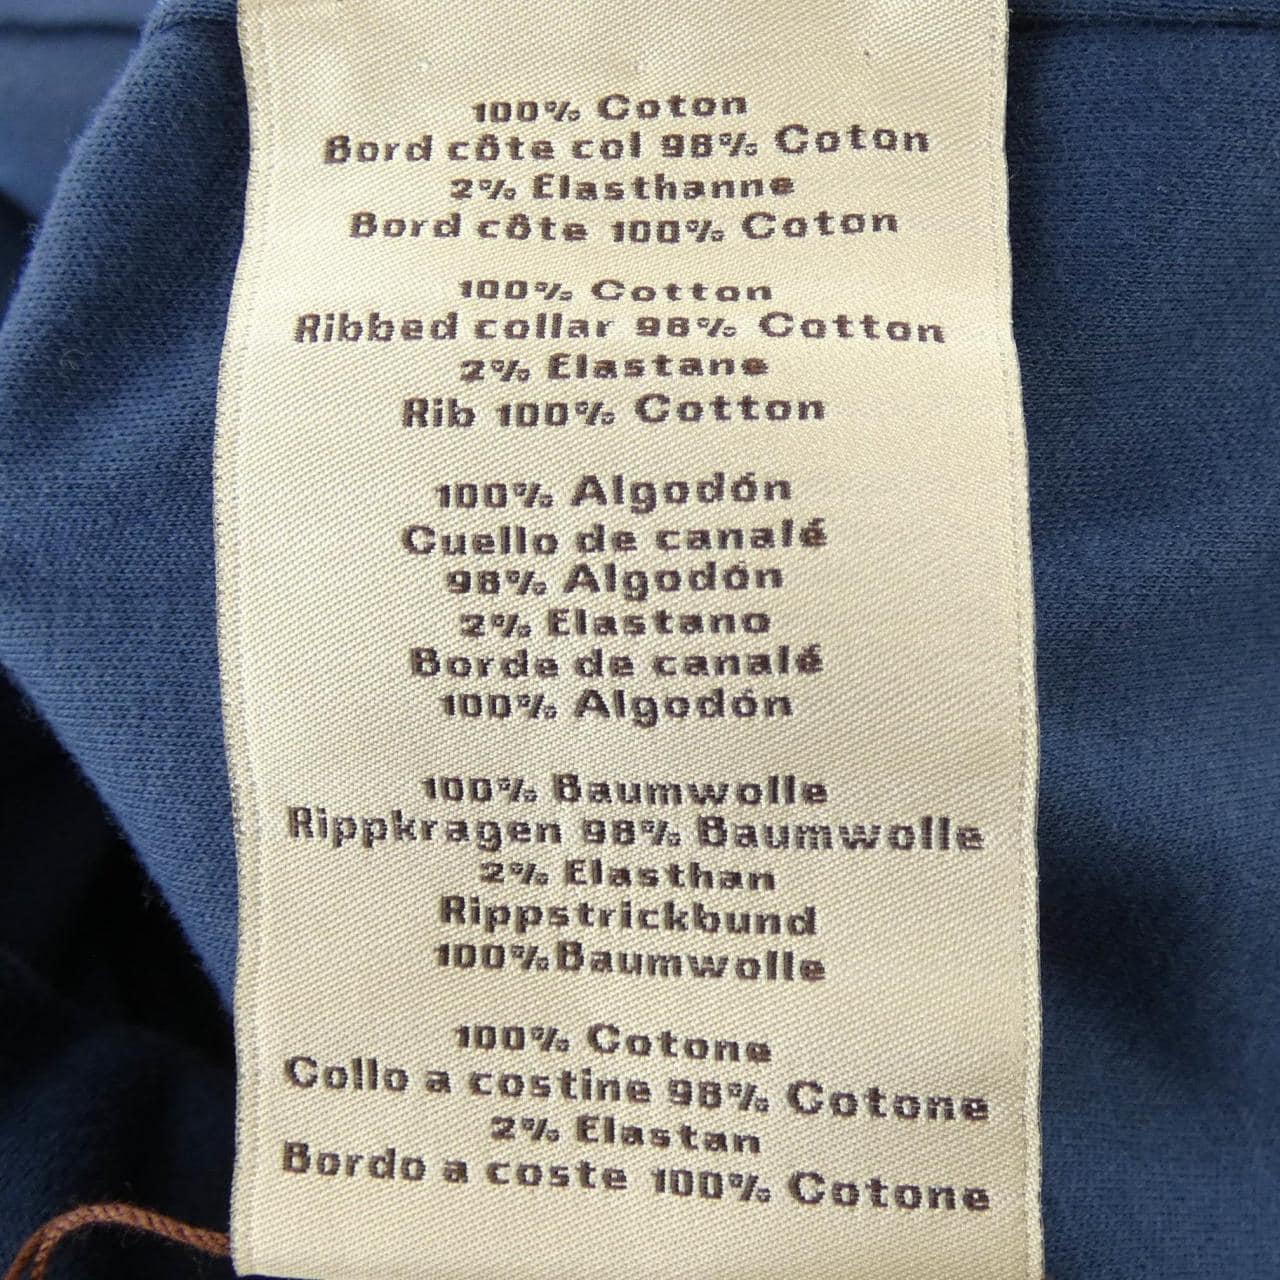 100% Coton
Bord côte col 98% Coton
2% Elasthanne
Bord côte 100% Coton
100% Cotton
Ribbed collar 98% Cotton
2% Elastane
Rib 100% Cotton
100% Algodón
Cuello de canalé
98% Algodón
2% Elastano
Borde de canalé
100% Algodón
100% Baumwolle
Rippkragen 98% Baumwolle
2% Elasthan
Rippstrickbund
100%Baumwolle
100% Cotone
Collo a costine 98% Cotone
2% Elastan
Bordo a coste 100% Cotone